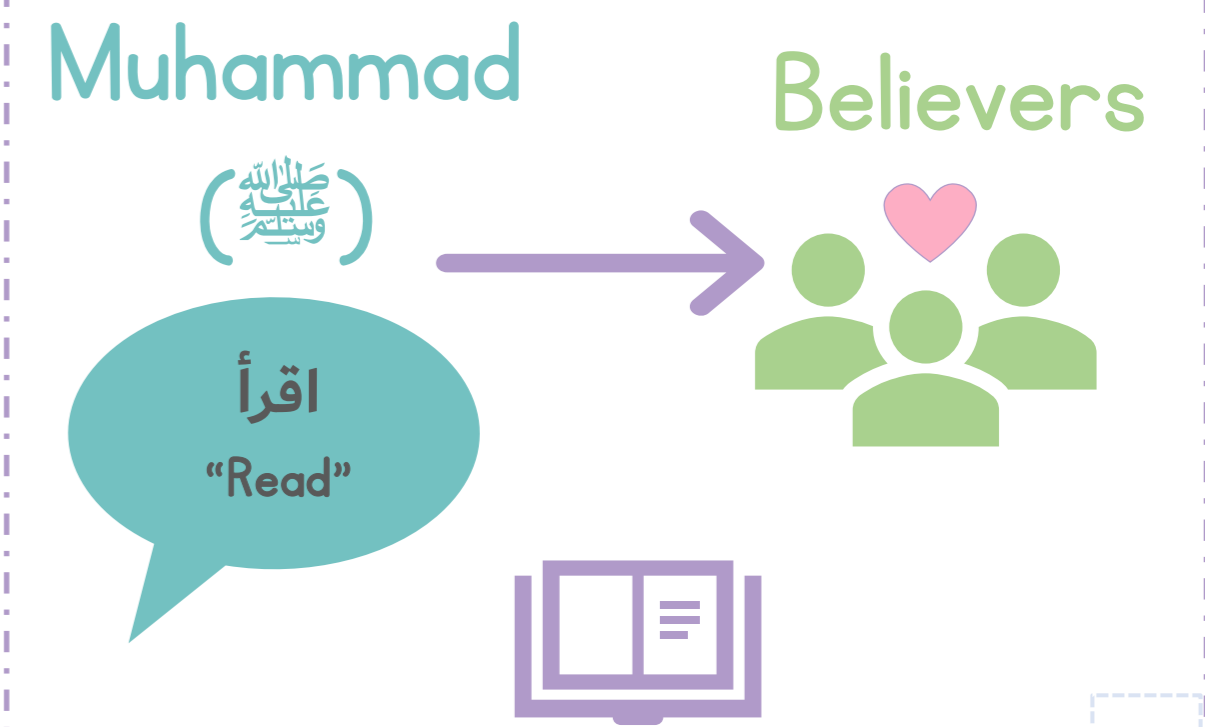 Muhammad
Believers
(ﷺ)
اقرأ
“Read”